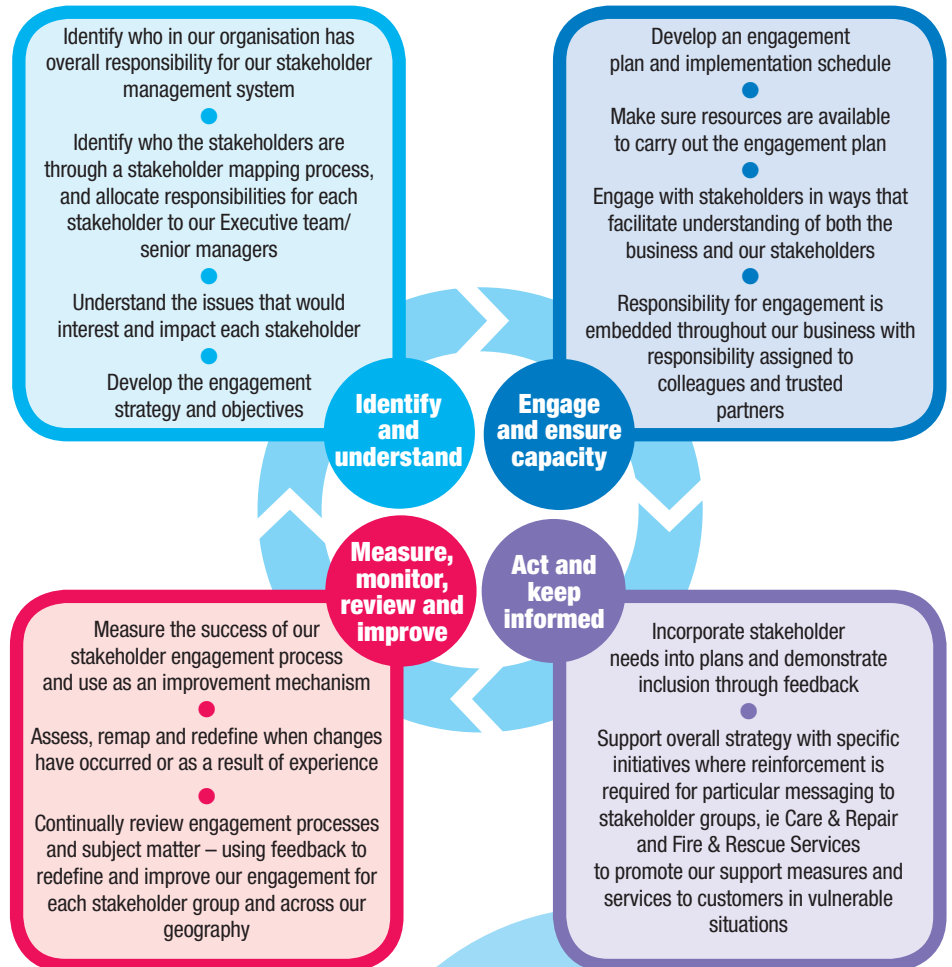 Identify who in our organisation has
overall responsibility for our stakeholder
management system
Identify who the stakeholders are
through a stakeholder mapping process,
and allocate responsibilities for each
stakeholder to our Executive team/
senior managers
Understand the issues that would
interest and impact each stakeholder
Develop the engagement
strategy and objectives
Identify
and
understand
Develop an engagement
plan and implementation schedule
Make sure resources are available
to carry out the engagement plan
Engage with stakeholders in ways that
facilitate understanding of both the
business and our stakeholders
Responsibility for engagement is
embedded throughout our business with
responsibility assigned to
colleagues and trusted
partners
Engage
and ensure
capacity
Measure,
monitor,
review and
improve
Measure the success of our
stakeholder engagement process
and use as an improvement mechanism
Assess, remap and redefine when changes
have occurred or as a result of experience
Continually review engagement processes
and subject matter – using feedback to
redefine and improve our engagement for
each stakeholder group and across our
geography
Act and
keep
informed
Incorporate stakeholder
needs into plans and demonstrate
inclusion through feedback
Support overall strategy with specific
initiatives where reinforcement is
required for particular messaging to
stakeholder groups, ie Care & Repair
and Fire & Rescue Services
to promote our support measures and
services to customers in vulnerable
situations